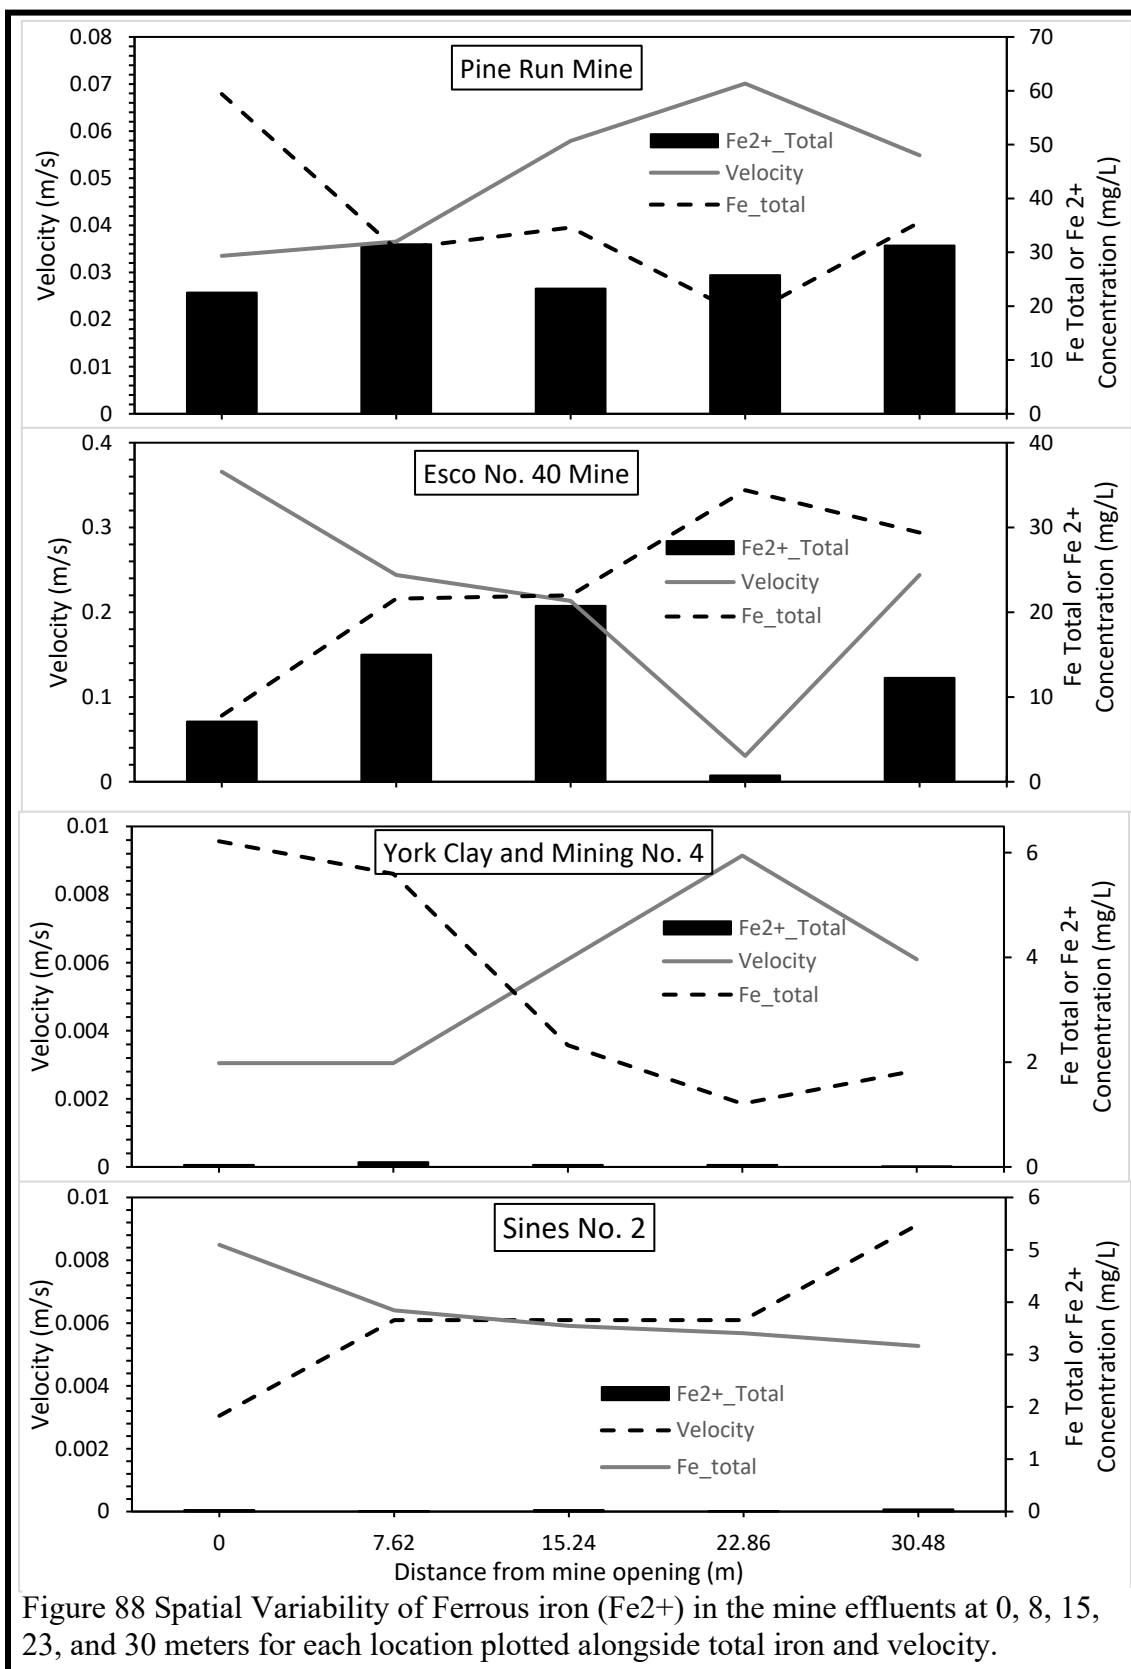 Pine Run Mine
Velocity (m/s)
0.08
0.07
0.06
0.05
0.04
0.03
0.02
0.01
0
Fe2+_Total
Velocity
Fe_total
70
60
50
40
30
20
10
0
Fe Total or Fe 2+
Concentration (mg/L)
Esco No. 40 Mine
Velocity (m/s)
0.4
0.3
0.2
0.1
0
Fe2+_Total
Velocity
Fe_total
40
30
20
10
0
Fe Total or Fe 2+
Concentration (mg/L)
York Clay and Mining No. 4
Velocity (m/s)
0.01
0.008
0.006
0.004
0.002
0
Fe2+_Total
Velocity
Fe_total
6
4
2
0
Fe Total or Fe 2+
Concentration (mg/L)
Sines No. 2
Velocity (m/s)
0.01
0.008
0.006
0.004
0.002
0
Fe2+_Total
Velocity
Fe_total
6
5
4
3
2
1
0
Fe Total or Fe 2+
Concentration (mg/L)
0 7.62 15.24 22.86 30.48
Distance from mine opening (m)
Figure 88 Spatial Variability of Ferrous iron (Fe2+) in the mine effluents at 0, 8, 15,
23, and 30 meters for each location plotted alongside total iron and velocity.